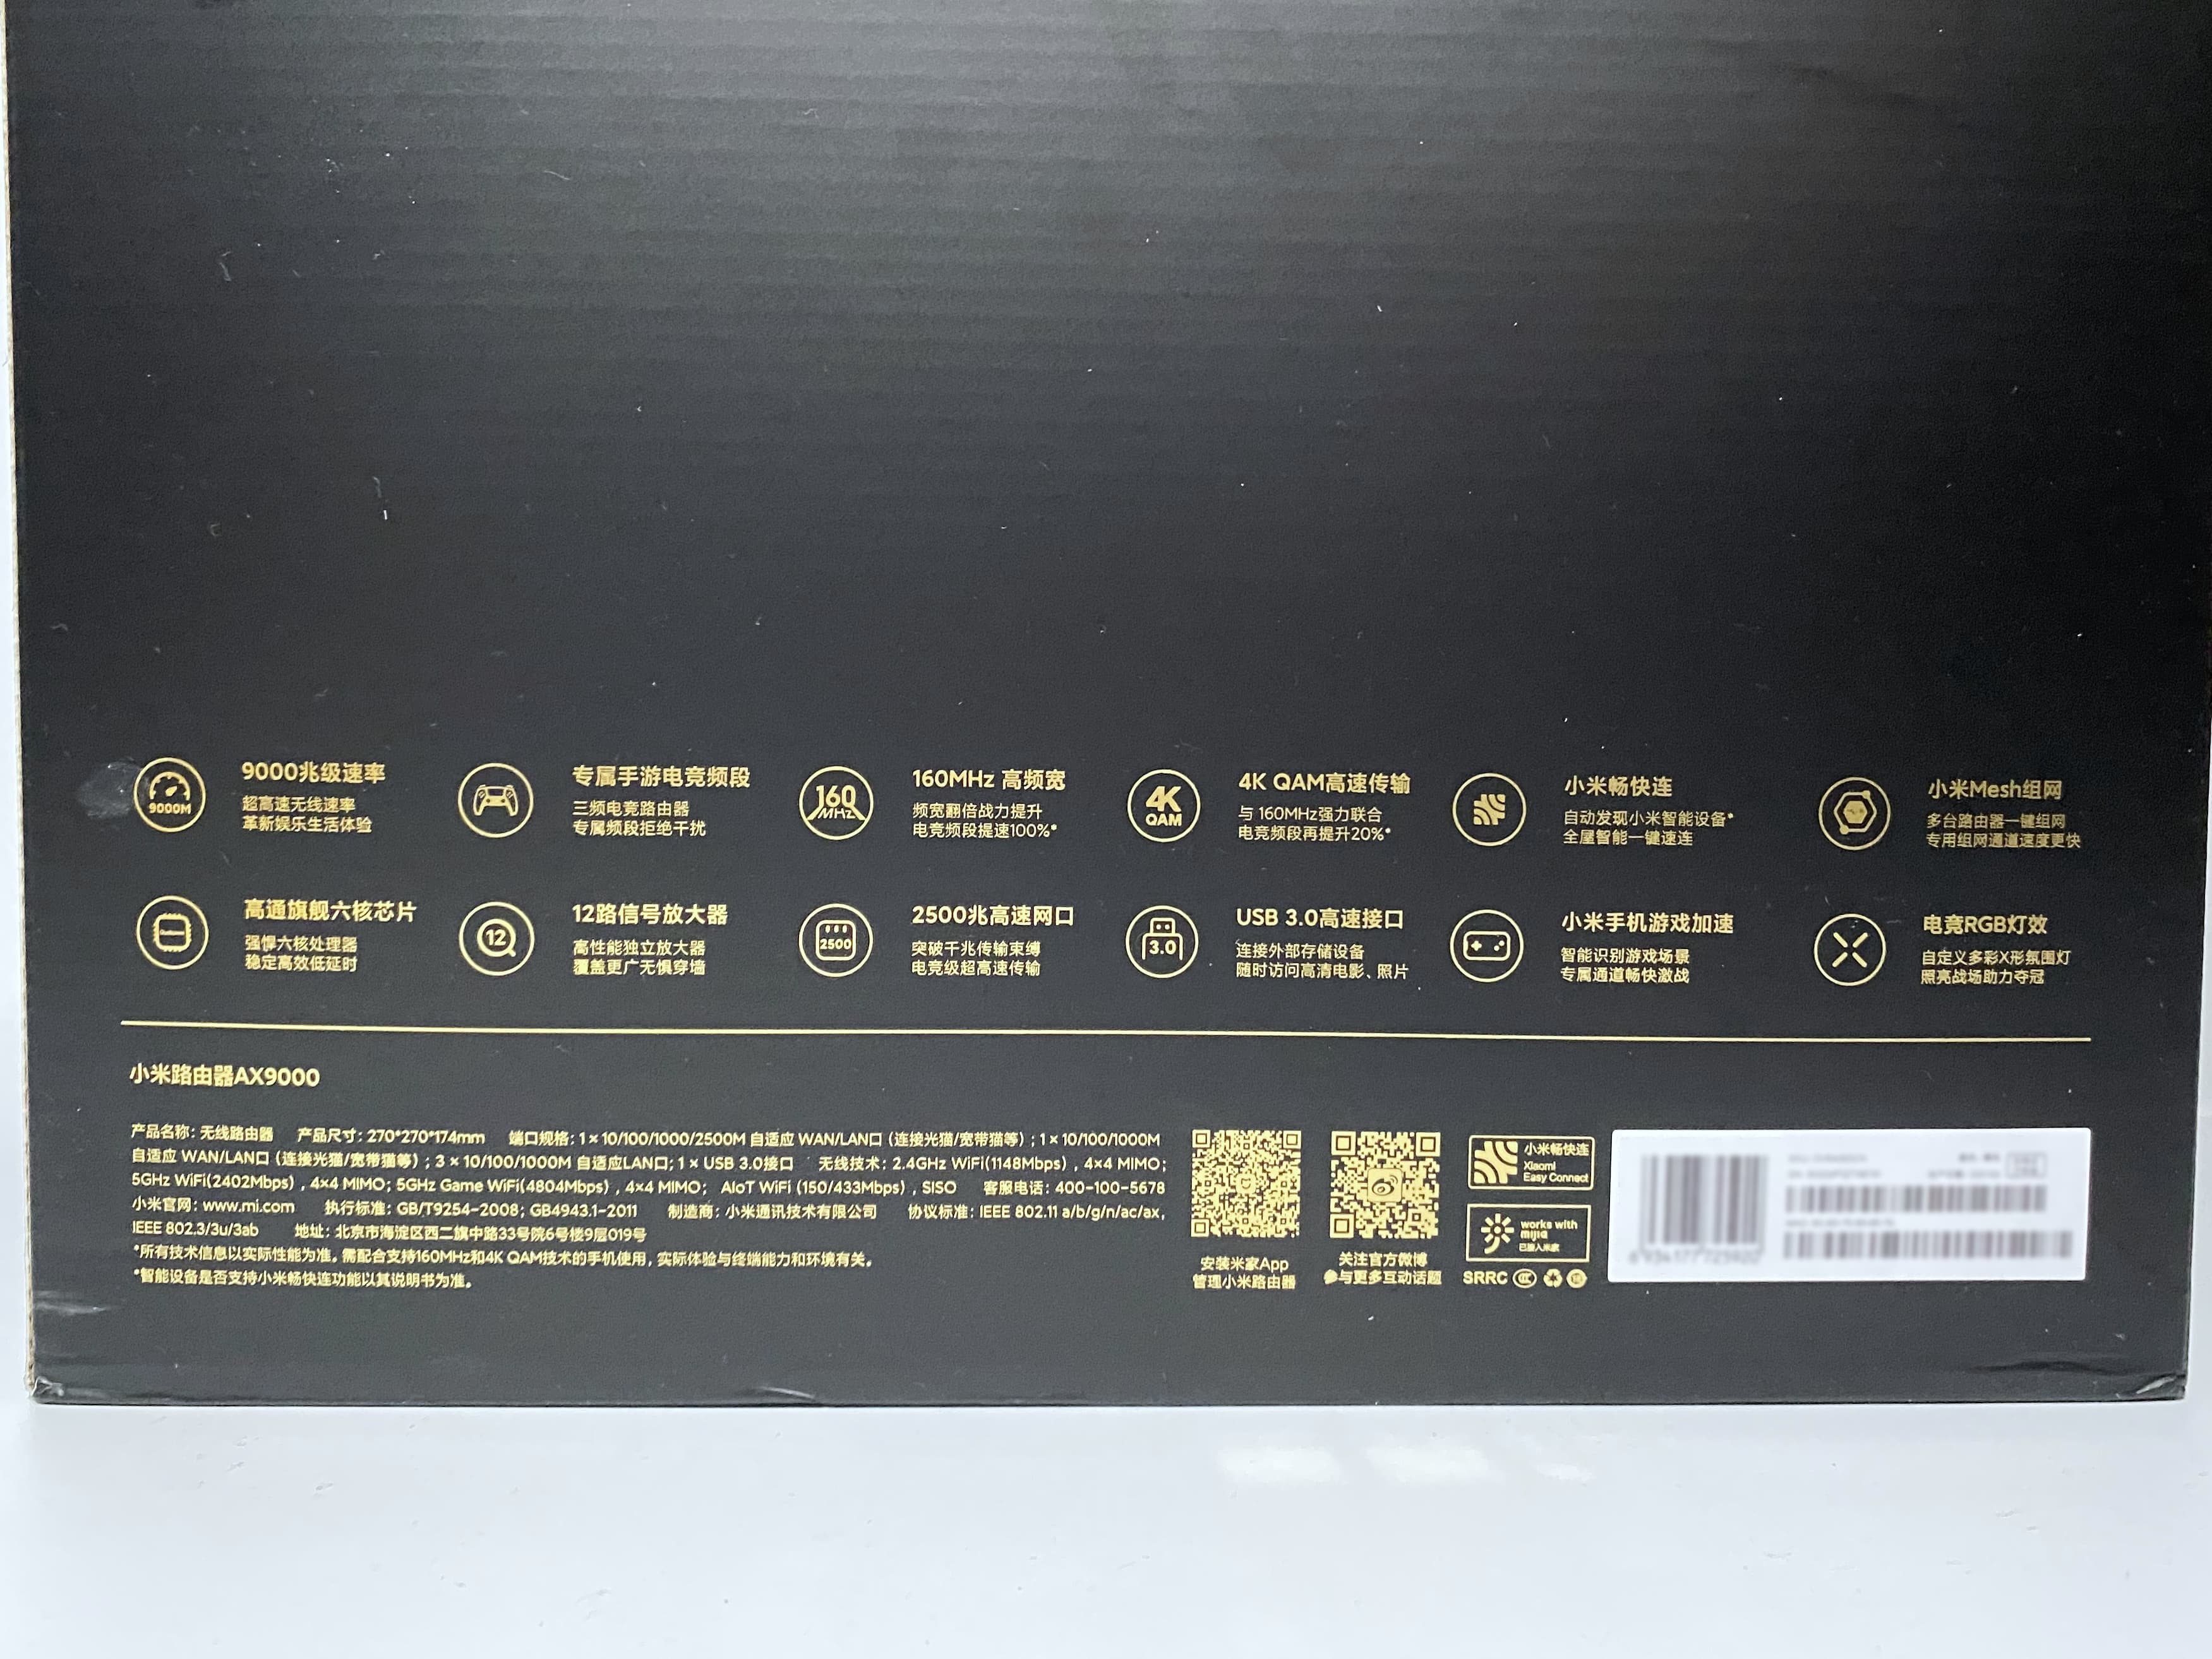 9000兆级速率
超高速无线速率
革新娱乐生活体验
9000M
专属手游电竞频段
三频电竞路由器
专属频段拒绝干扰
160MHz 高频宽
频宽翻倍战力提升
电竞频段提速100%*
160
MHz
4K QAM高速传输
与 160MHz强力联合
电竞频段再提升20%*
4K
QAM
小米畅快连
自动发现小米智能设备*
全屋智能一键速连
小米Mesh组网
多台路由器一键组网
专用组网通道速度更快
高通旗舰六核芯片
强悍六核处理器
稳定高效低延时
12路信号放大器
高性能独立放大器
覆盖更广无惧穿墙
12
2500兆高速网口
突破千兆传输束缚
电竞级超高速传输
2500
USB 3.0高速接口
连接外部存储设备
随时访问高清电影、照片
3.0
小米手机游戏加速
智能识别游戏场景
专属通道畅快激战
电竞RGB灯效
自定义多彩X形氛围灯
照亮战场助力夺冠
小米路由器AX9000
产品名称: 无线路由器 产品尺寸: 270*270*174mm 端口规格: 1×10/100/1000/2500M 自适应 WAN/LAN口 (连接光猫/宽带猫等) ; 1×10/100/1000M
自适应 WAN/LAN口 (连接光猫/宽带猫等) ; 3×10/100/1000M 自适应LAN口; 1× USB 3.0接口 无线技术: 2.4GHz WiFi(1148Mbps) , 4×4 MIMO;
5GHz WiFi(2402Mbps) , 4×4 MIMO; 5GHz Game WiFi(4804Mbps) , 4×4 MIMO; AIoT WiFi (150/433Mbps) , SISO 客服电话: 400-100-5678
小米官网: www.mi.com 执行标准: GB/T9254-2008; GB4943.1-2011 制造商: 小米通讯技术有限公司 协议标准: IEEE 802.11 a/b/g/n/ac/ax,
IEEE 802.3/3u/3ab 地址: 北京市海淀区西二旗中路33号院6号楼9层019号
*所有技术信息以实际性能为准。需配合支持160MHz和4K QAM技术的手机使用, 实际体验与终端能力和环境有关。
*智能设备是否支持小米畅快连功能以其说明书为准。
安装米家App
管理小米路由器
关注官方微博
与更多互动话题
小米畅快连
Xiaomi
Easy Connect
works with
mijia
已接入米家
SRRC